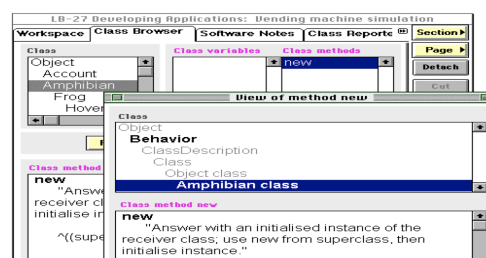 LB-27 Developing Applications: Vending machine simulation
Workspace Class Browser Software Notes Class Reporte Section
Class Class variables Class methods Page
Object new Detach
Account Cut
Amphibian
Frog
Hover
View of method new
Class
Object
Behavior
ClassDescription
Class
Object class
Amphibian class
Class method
new
"Answe
receiver cl
initialise in
^((supe
Class method new
new
"Answer with an initialised instance of the
receiver class; use new from superclass, then
initialise instance."